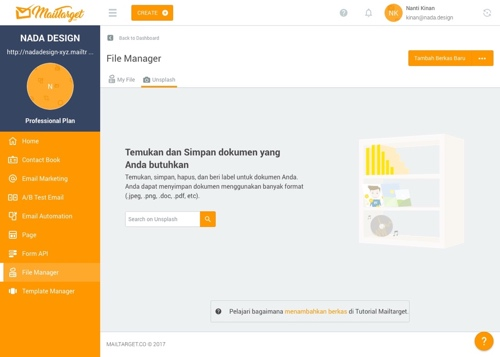 Mailtarget
CREATE
NK
Nanti Kinan
kinan@nada.design
NADA DESIGN
http://nadadesign-xyz.mailtr ...
N
Professional Plan
Home
Contact Book
Email Marketing
A/B Test Email
Email Automation
Page
Form API
File Manager
Template Manager
Back to Dashboard
File Manager
Tambah Berkas Baru
My File
Unsplash
Temukan dan Simpan dokumen yang
Anda butuhkan
Temukan, simpan, hapus, dan beri label untuk dokumen Anda.
Anda dapat menyimpan dokumen menggunakan banyak format
(.jpeg, .png, .doc, .pdf, etc).
Search on Unsplash
Pelajari bagaimana menambahkan berkas di Tutorial Mailtarget.
MAILTARGET.CO © 2017